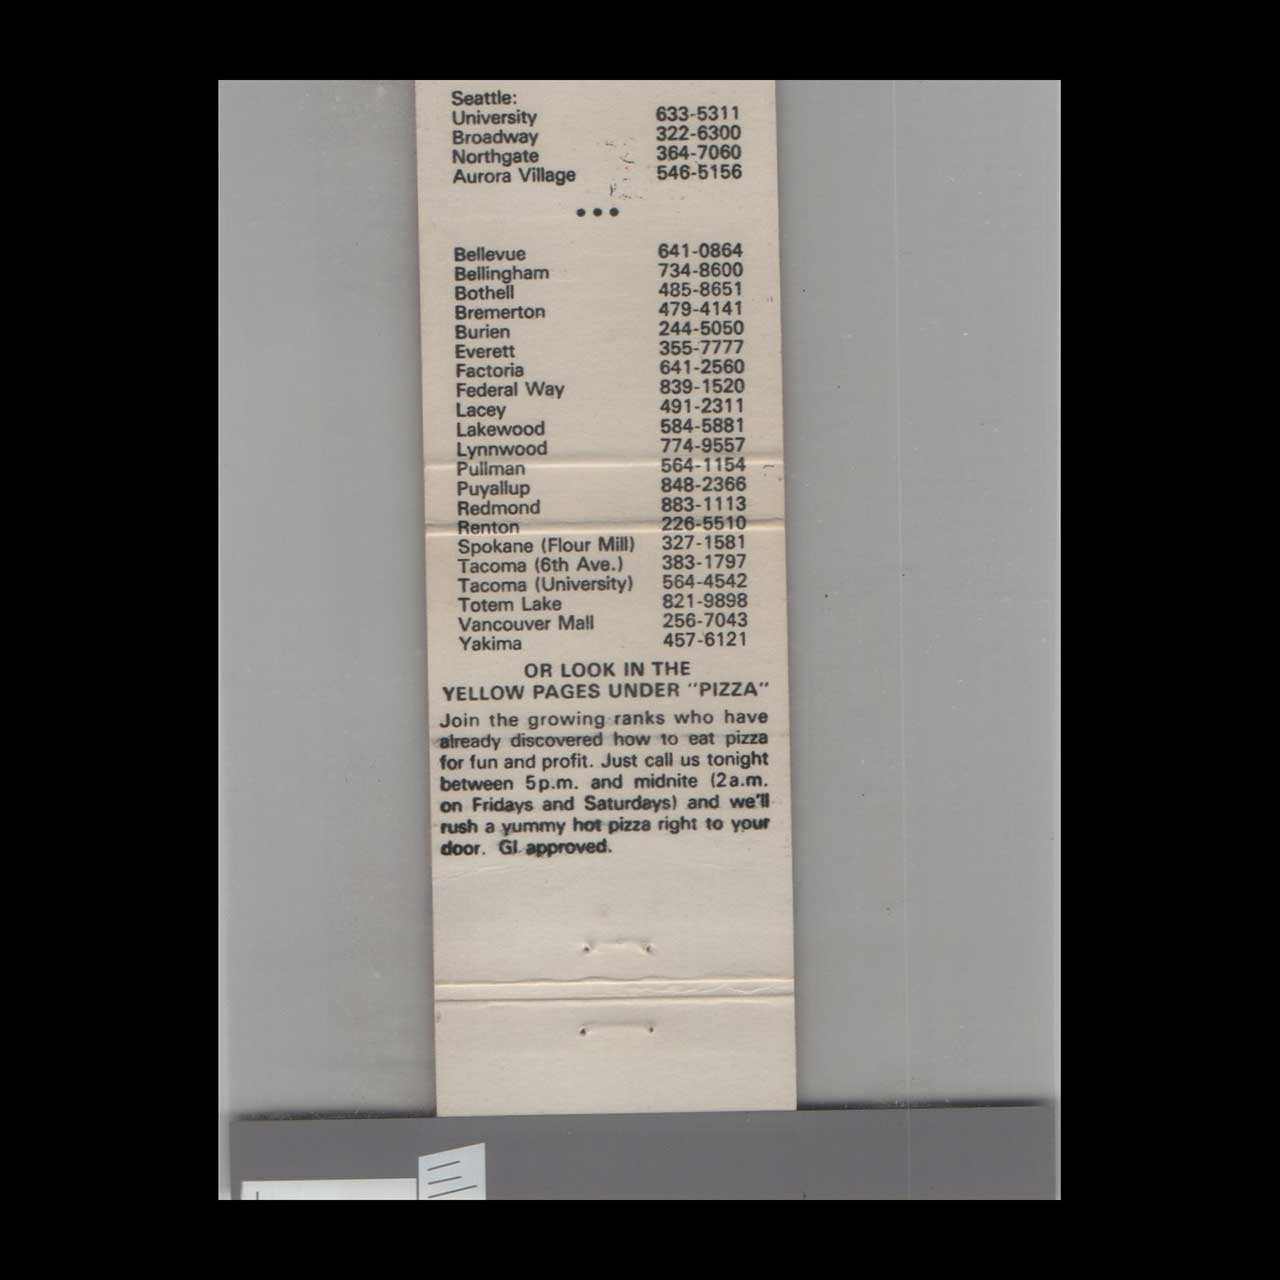 Seattle:
University 633-5311
Broadway 322-6300
Northgate 364-7060
Aurora Village 546-5156
•••
Bellevue 641-0864
Bellingham 734-8600
Bothell 485-8651
Bremerton 479-4141
Burien 244-5050
Everett 355-7777
Factoria 641-2560
Federal Way 839-1520
Lacey 491-2311
Lakewood 584-5881
Lynnwood 774-9557
Pullman 564-1154
Puyallup 848-2366
Redmond 883-1113
Renton 226-5510
Spokane (Flour Mill) 327-1581
Tacoma (6th Ave.) 383-1797
Tacoma (University) 564-4542
Totem Lake 821-9898
Vancouver Mall 256-7043
Yakima 457-6121
OR LOOK IN THE
YELLOW PAGES UNDER "PIZZA"
Join the growing ranks who have
already discovered how to eat pizza
for fun and profit. Just call us tonight
between 5p.m. and midnite (2a.m.
on Fridays and Saturdays) and we'll
rush a yummy hot pizza right to your
door. GI approved.